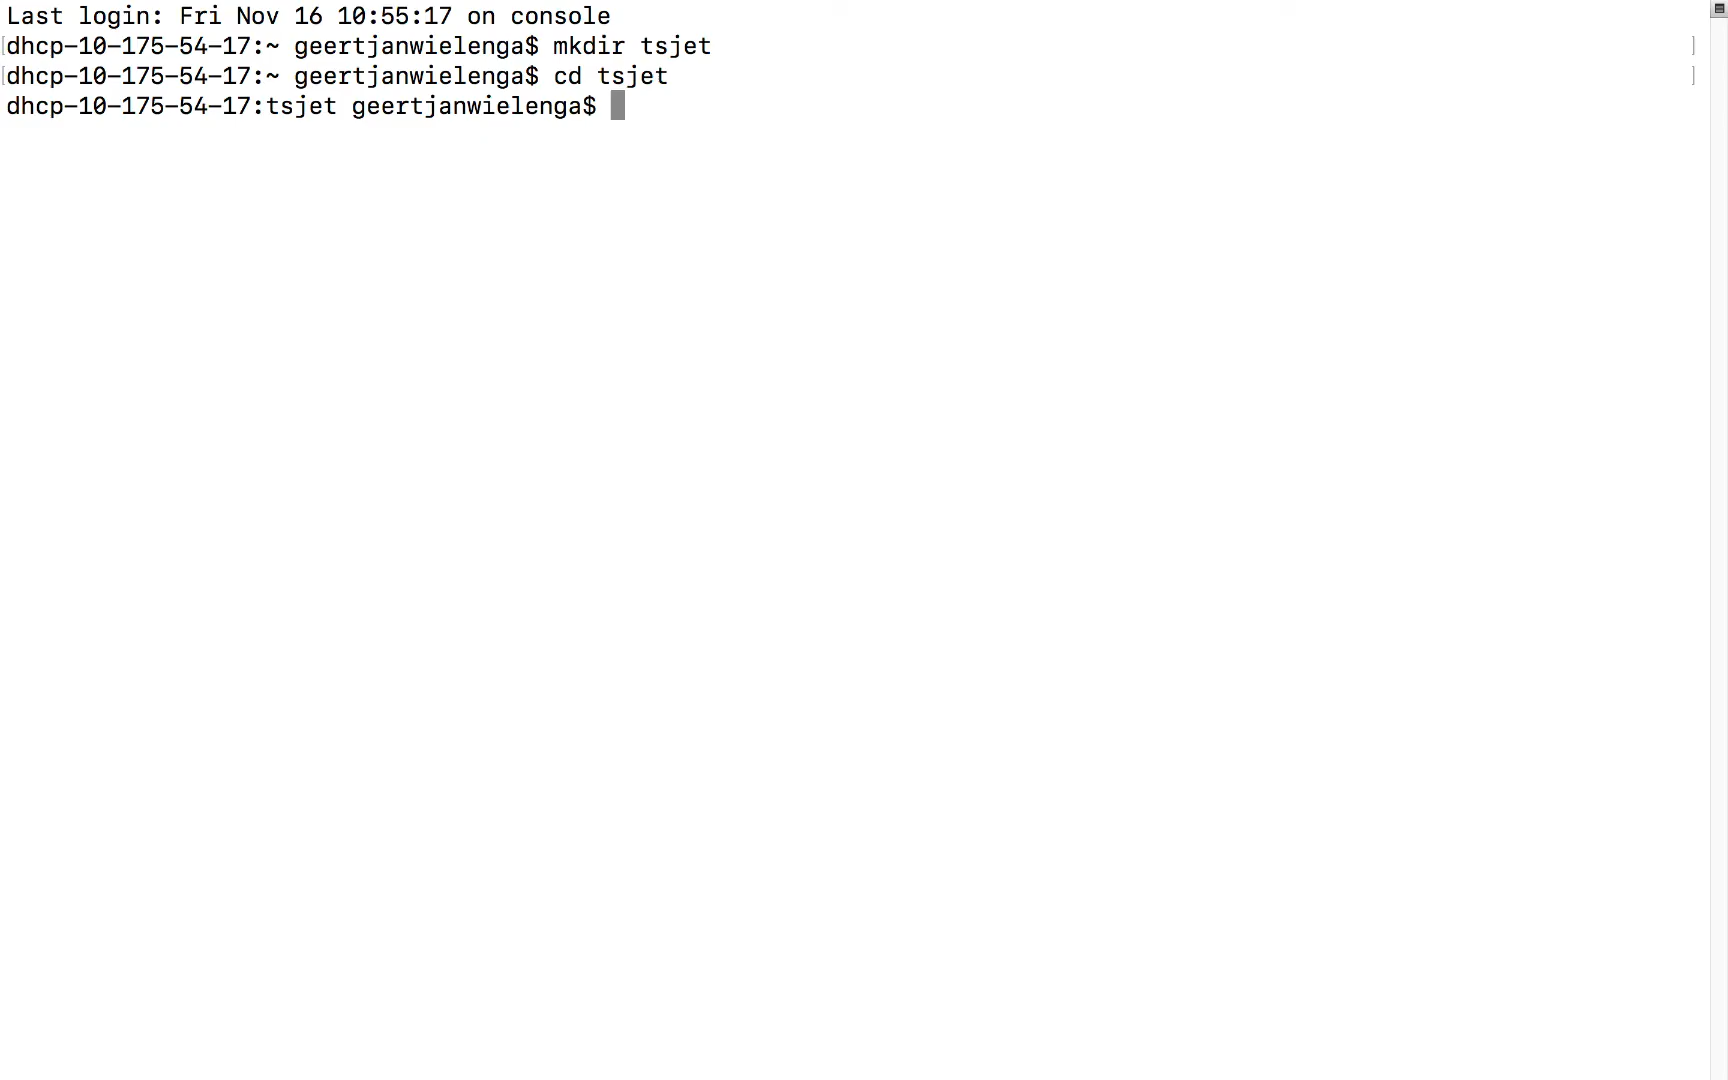 Last login: Fri Nov 16 10:55:17 on console
[dhcp-10-175-54-17:~ geertjanwielenga$ mkdir tsjet ]
[dhcp-10-175-54-17:~ geertjanwielenga$ cd tsjet ]
dhcp-10-175-54-17:tsjet geertjanwielenga$